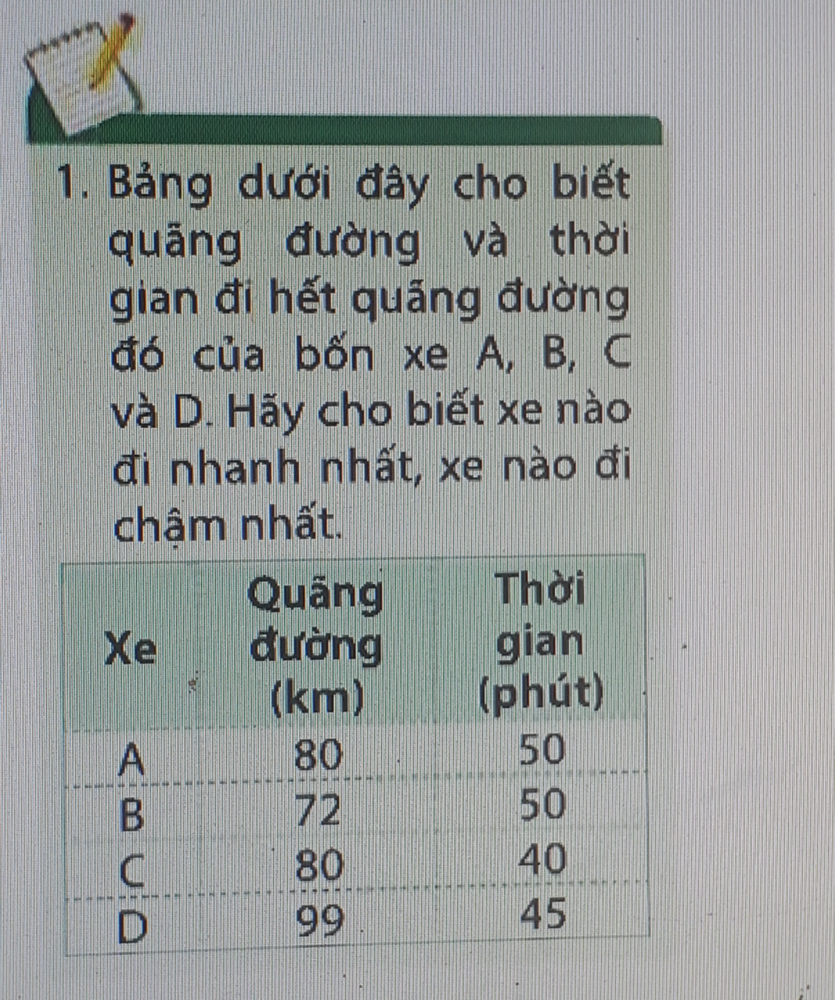 1. Bảng dưới đây cho biết
quãng đường và thời
gian đi hết quãng đường
đó của bốn xe A, B, C
và D. Hãy cho biết xe nào
đi nhanh nhất, xe nào đi
chậm nhất.
Xe Quãng đường (km) Thời gian (phút)
A 80 50
B 72 50
C 80 40
D 99 45